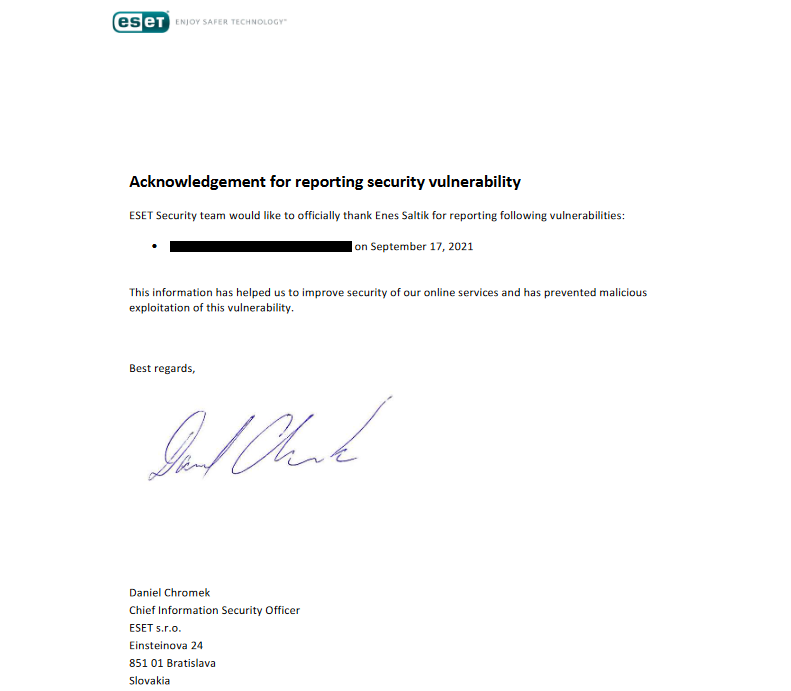 eset ENJOY SAFER TECHNOLOGY®
Acknowledgement for reporting security vulnerability
ESET Security team would like to officially thank Enes Saltik for reporting following vulnerabilities:
• on September 17, 2021
This information has helped us to improve security of our online services and has prevented malicious
exploitation of this vulnerability.
Best regards,
Daniel Chromek
Chief Information Security Officer
ESET s.r.o.
Einsteinova 24
851 01 Bratislava
Slovakia